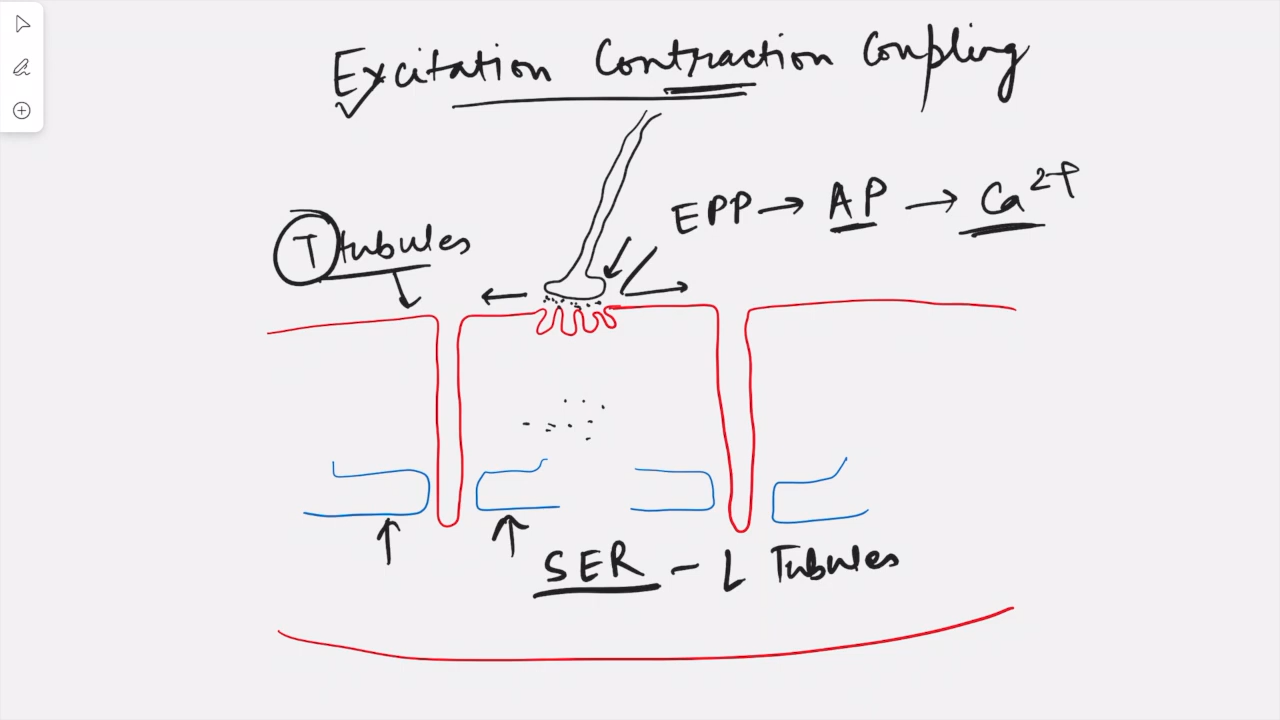 Excitation Contraction Coupling
EPP → AP → Ca²⁺
T tubules
SER - L Tubules